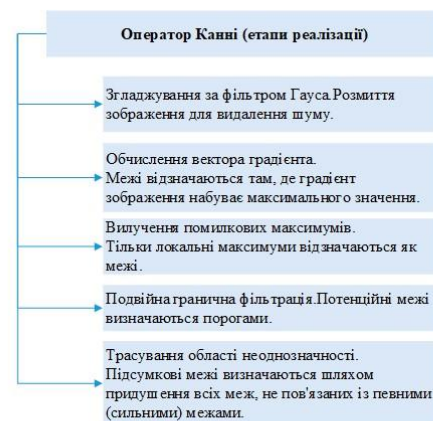 Оператор Канні (етапи реалізації)
Згладжування за фільтром Гауса.Розмиття
зображення для видалення шуму.
Обчислення вектора градієнта.
Межі відзначаються там, де градієнт
зображення набуває максимального значення.
Вилучення помилкових максимумів.
Тільки локальні максимуми відзначаються як
межі.
Подвійна гранична фільтрація.Потенційні межі
визначаються порогами.
Трасування області неоднозначності.
Підсумкові межі визначаються шляхом
придушення всіх меж, не пов'язаних із певними
(сильними) межами.